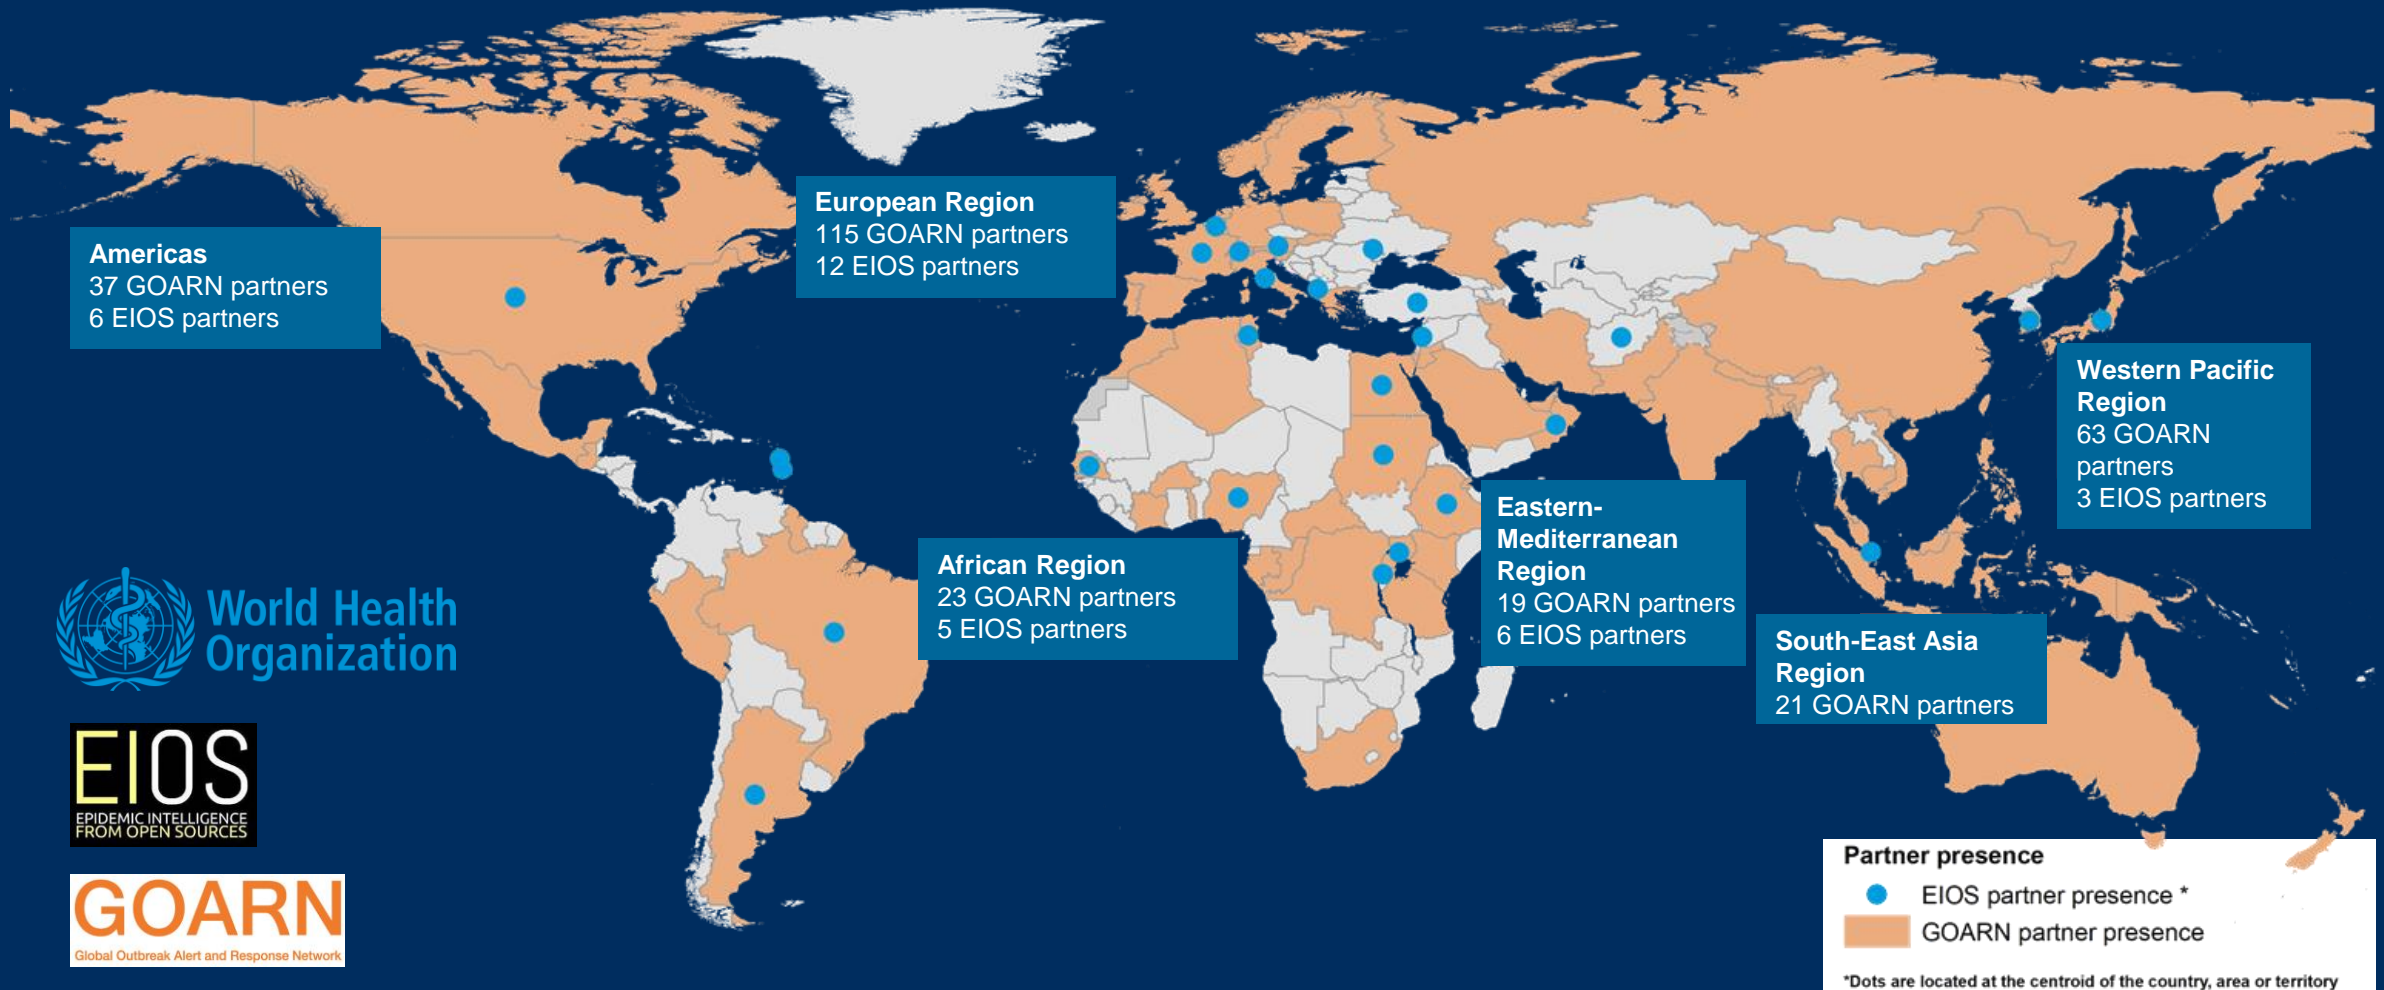 European Region
115 GOARN partners
12 EIOS partners
Americas
37 GOARN partners
6 EIOS partners
Western Pacific
Region
63 GOARN
partners
3 EIOS partners
Eastern-
Mediterranean
Region
19 GOARN partners
6 EIOS partners
African Region
23 GOARN partners
5 EIOS partners
South-East Asia
Region
21 GOARN partners
World Health
Organization
EIOS
EPIDEMIC INTELLIGENCE
FROM OPEN SOURCES
GOARN
Global Outbreak Alert and Response Network
Partner presence
EIOS partner presence *
GOARN partner presence
*Dots are located at the centroid of the country, area or territory